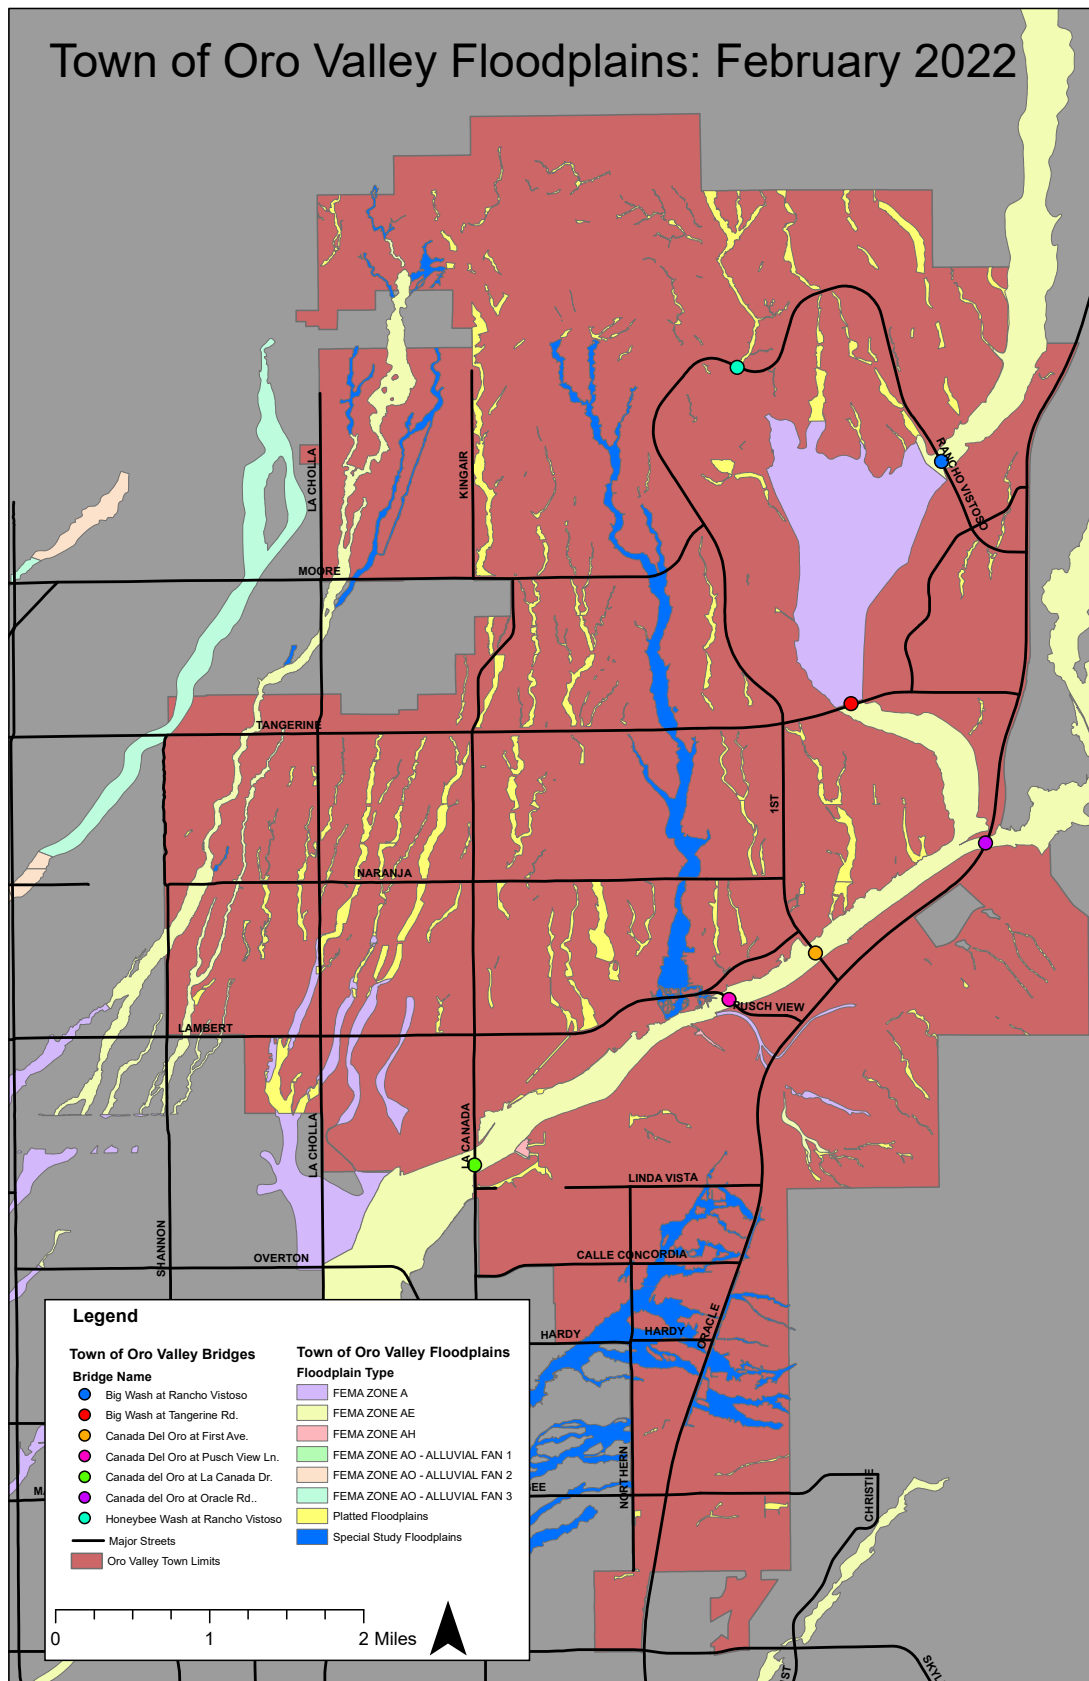 Town of Oro Valley Floodplains: February 2022
RANCHO VISTOSO
LA CHOLLA
KINGAIR
MOORE
TANGERINE
1ST
NARANJA
PUSCH VIEW
LAMBERT
LA CANADA
LA CHOLLA
LINDA VISTA
SHANNON
OVERTON
CALLE CONCORDIA
ORACLE
HARDY
HARDY
NORTHERN
CHRISTIE
Legend
Town of Oro Valley Bridges
Bridge Name
Big Wash at Rancho Vistoso
Big Wash at Tangerine Rd.
Canada Del Oro at First Ave.
Canada Del Oro at Pusch View Ln.
Canada del Oro at La Canada Dr.
Canada del Oro at Oracle Rd..
Honeybee Wash at Rancho Vistoso
Major Streets
Oro Valley Town Limits
Town of Oro Valley Floodplains
Floodplain Type
FEMA ZONE A
FEMA ZONE AE
FEMA ZONE AH
FEMA ZONE AO - ALLUVIAL FAN 1
FEMA ZONE AO - ALLUVIAL FAN 2
FEMA ZONE AO - ALLUVIAL FAN 3
Platted Floodplains
Special Study Floodplains
0 1 2 Miles